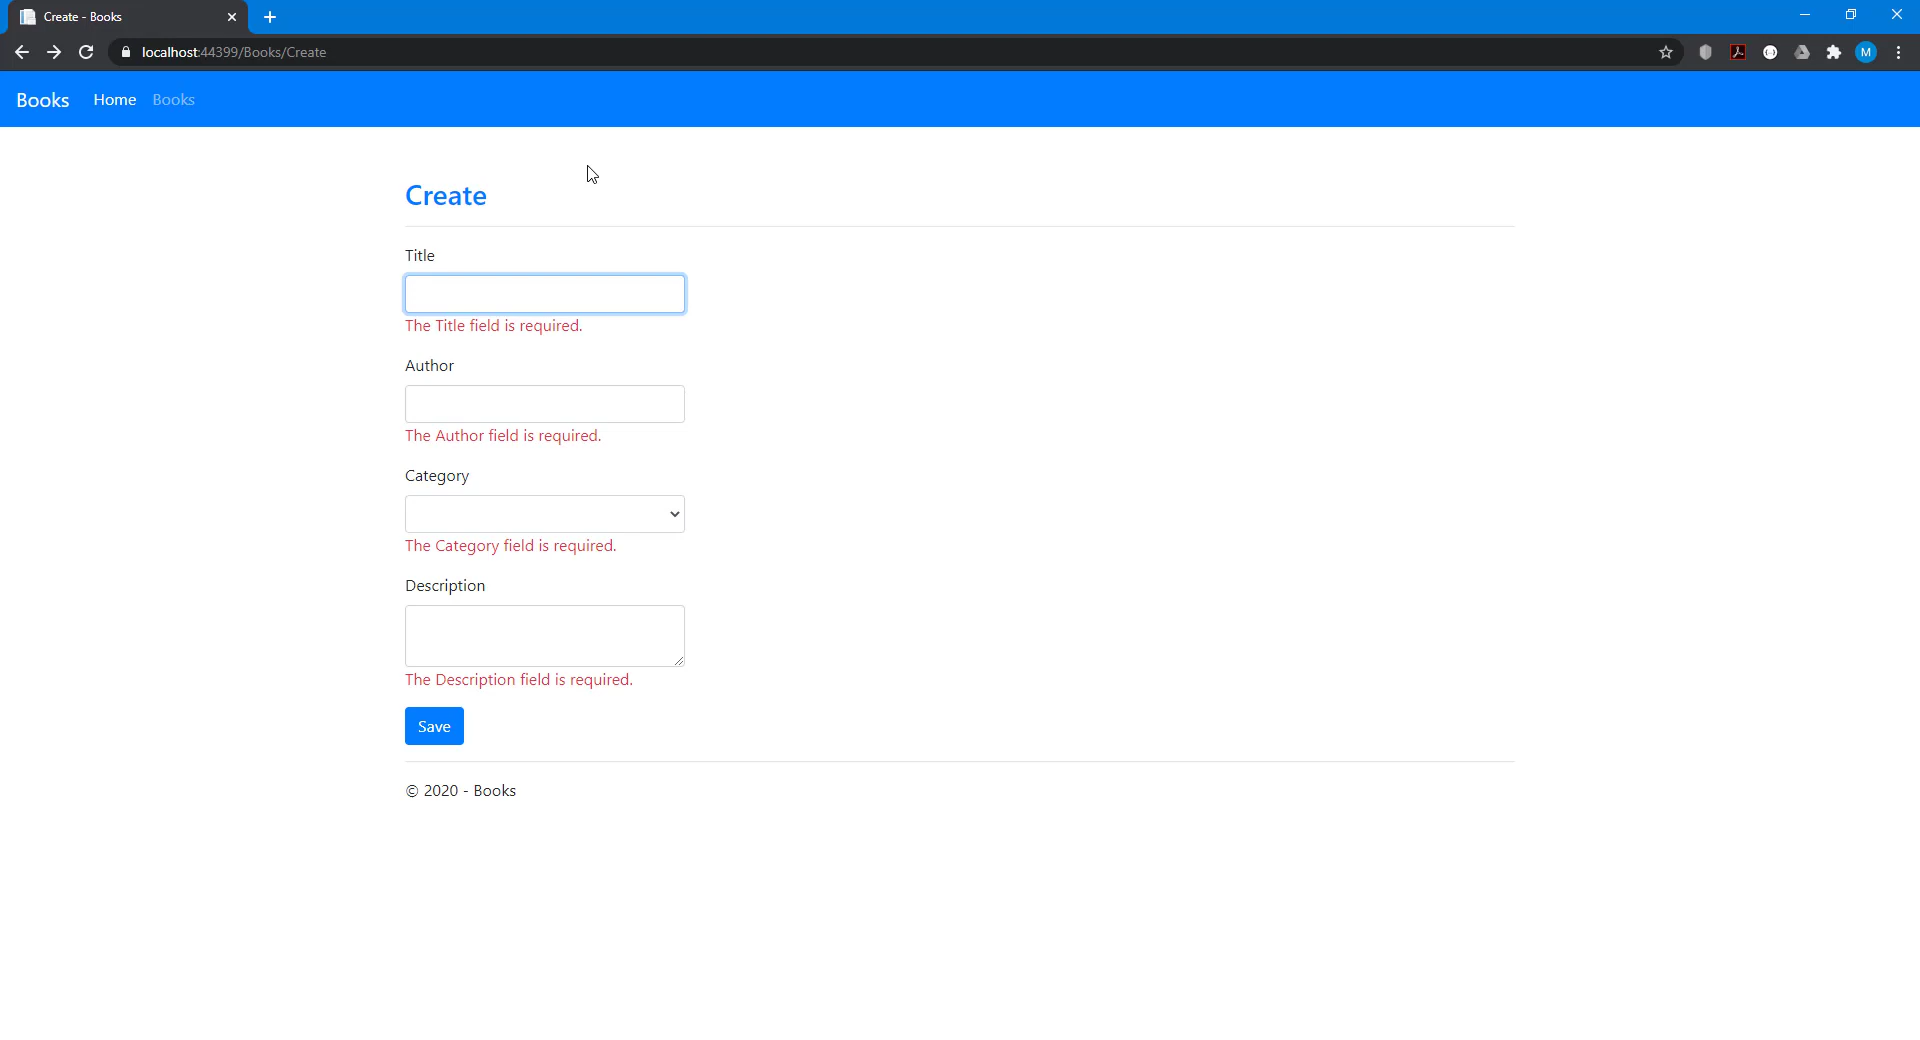 Create - Books
localhost:44399/Books/Create
M
Books Home Books
Create
Title
The Title field is required.
Author
The Author field is required.
Category
The Category field is required.
Description
The Description field is required.
Save
© 2020 - Books